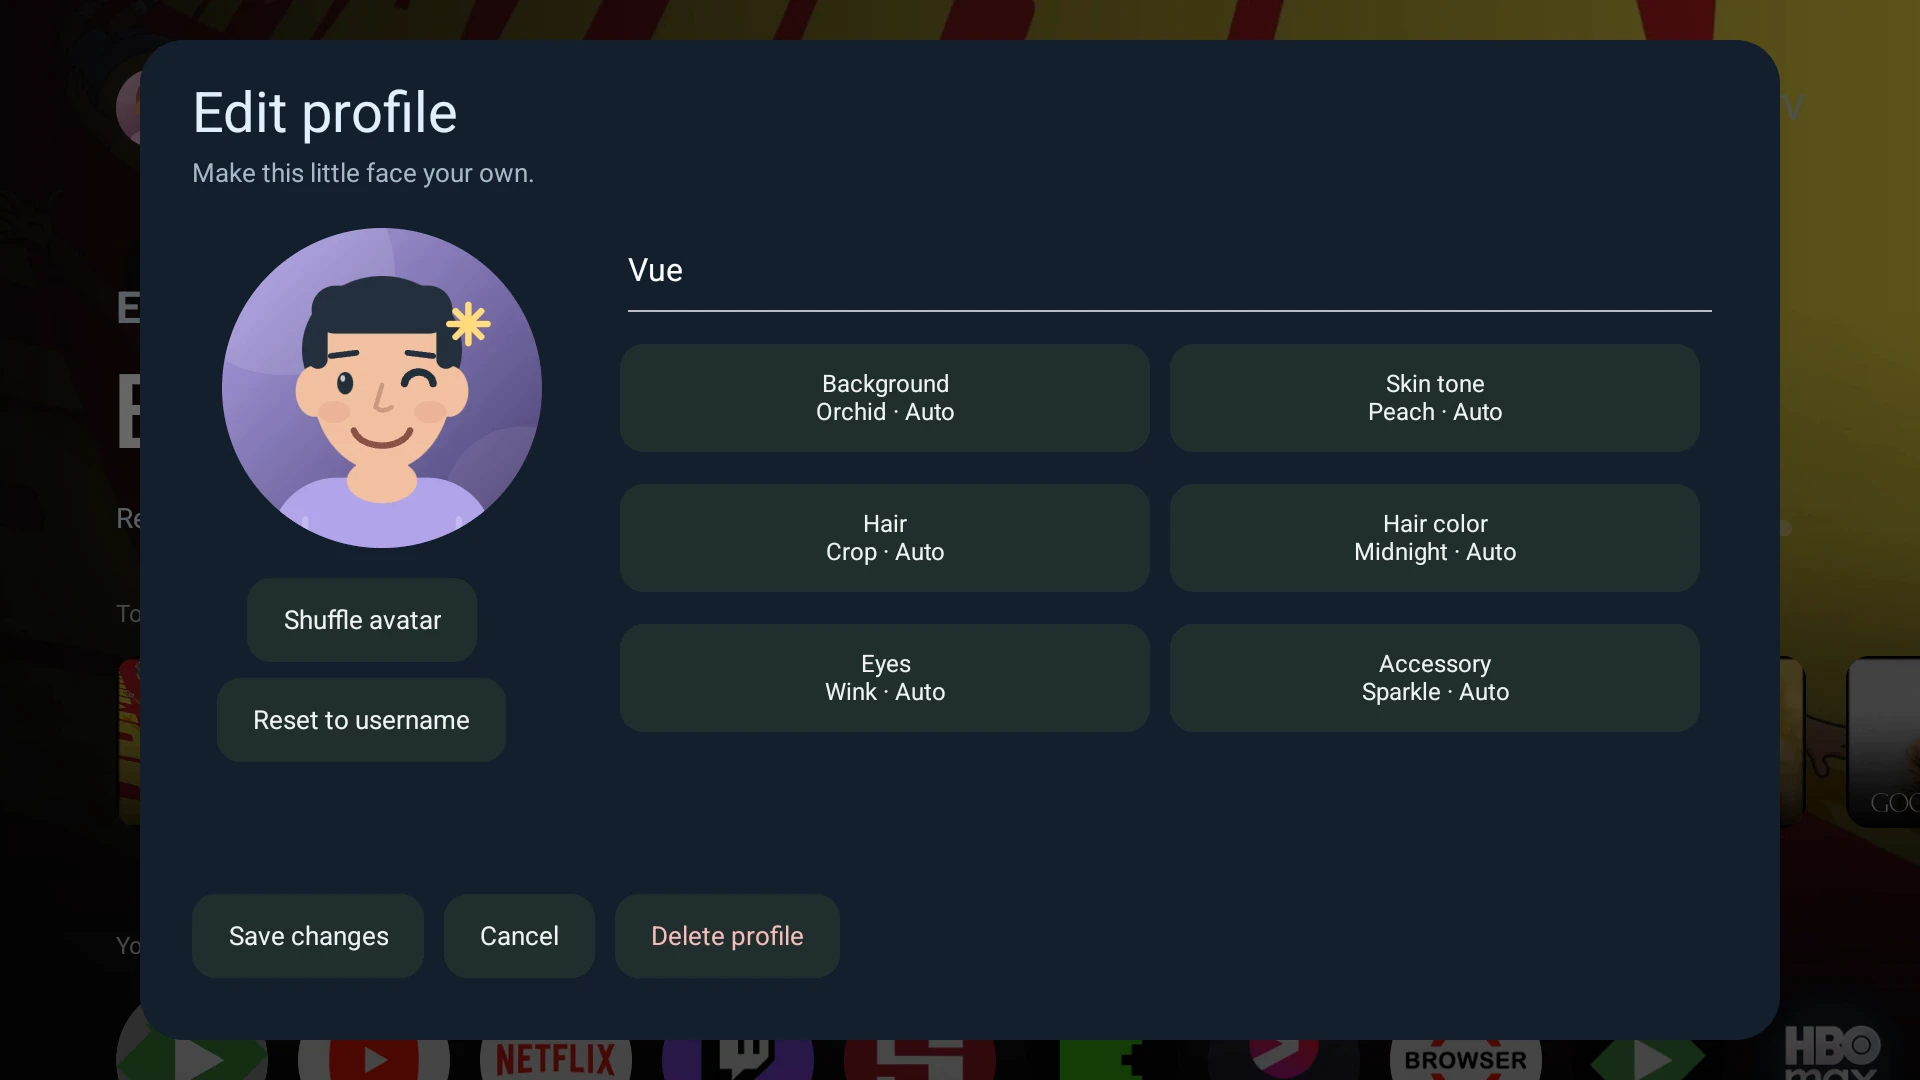 Edit profile
Make this little face your own.
Vue
Background
Orchid · Auto
Skin tone
Peach · Auto
Hair
Crop · Auto
Hair color
Midnight · Auto
Eyes
Wink · Auto
Accessory
Sparkle · Auto
Shuffle avatar
Reset to username
Save changes
Cancel
Delete profile
NETFLIX
BROWSER
HBO
max